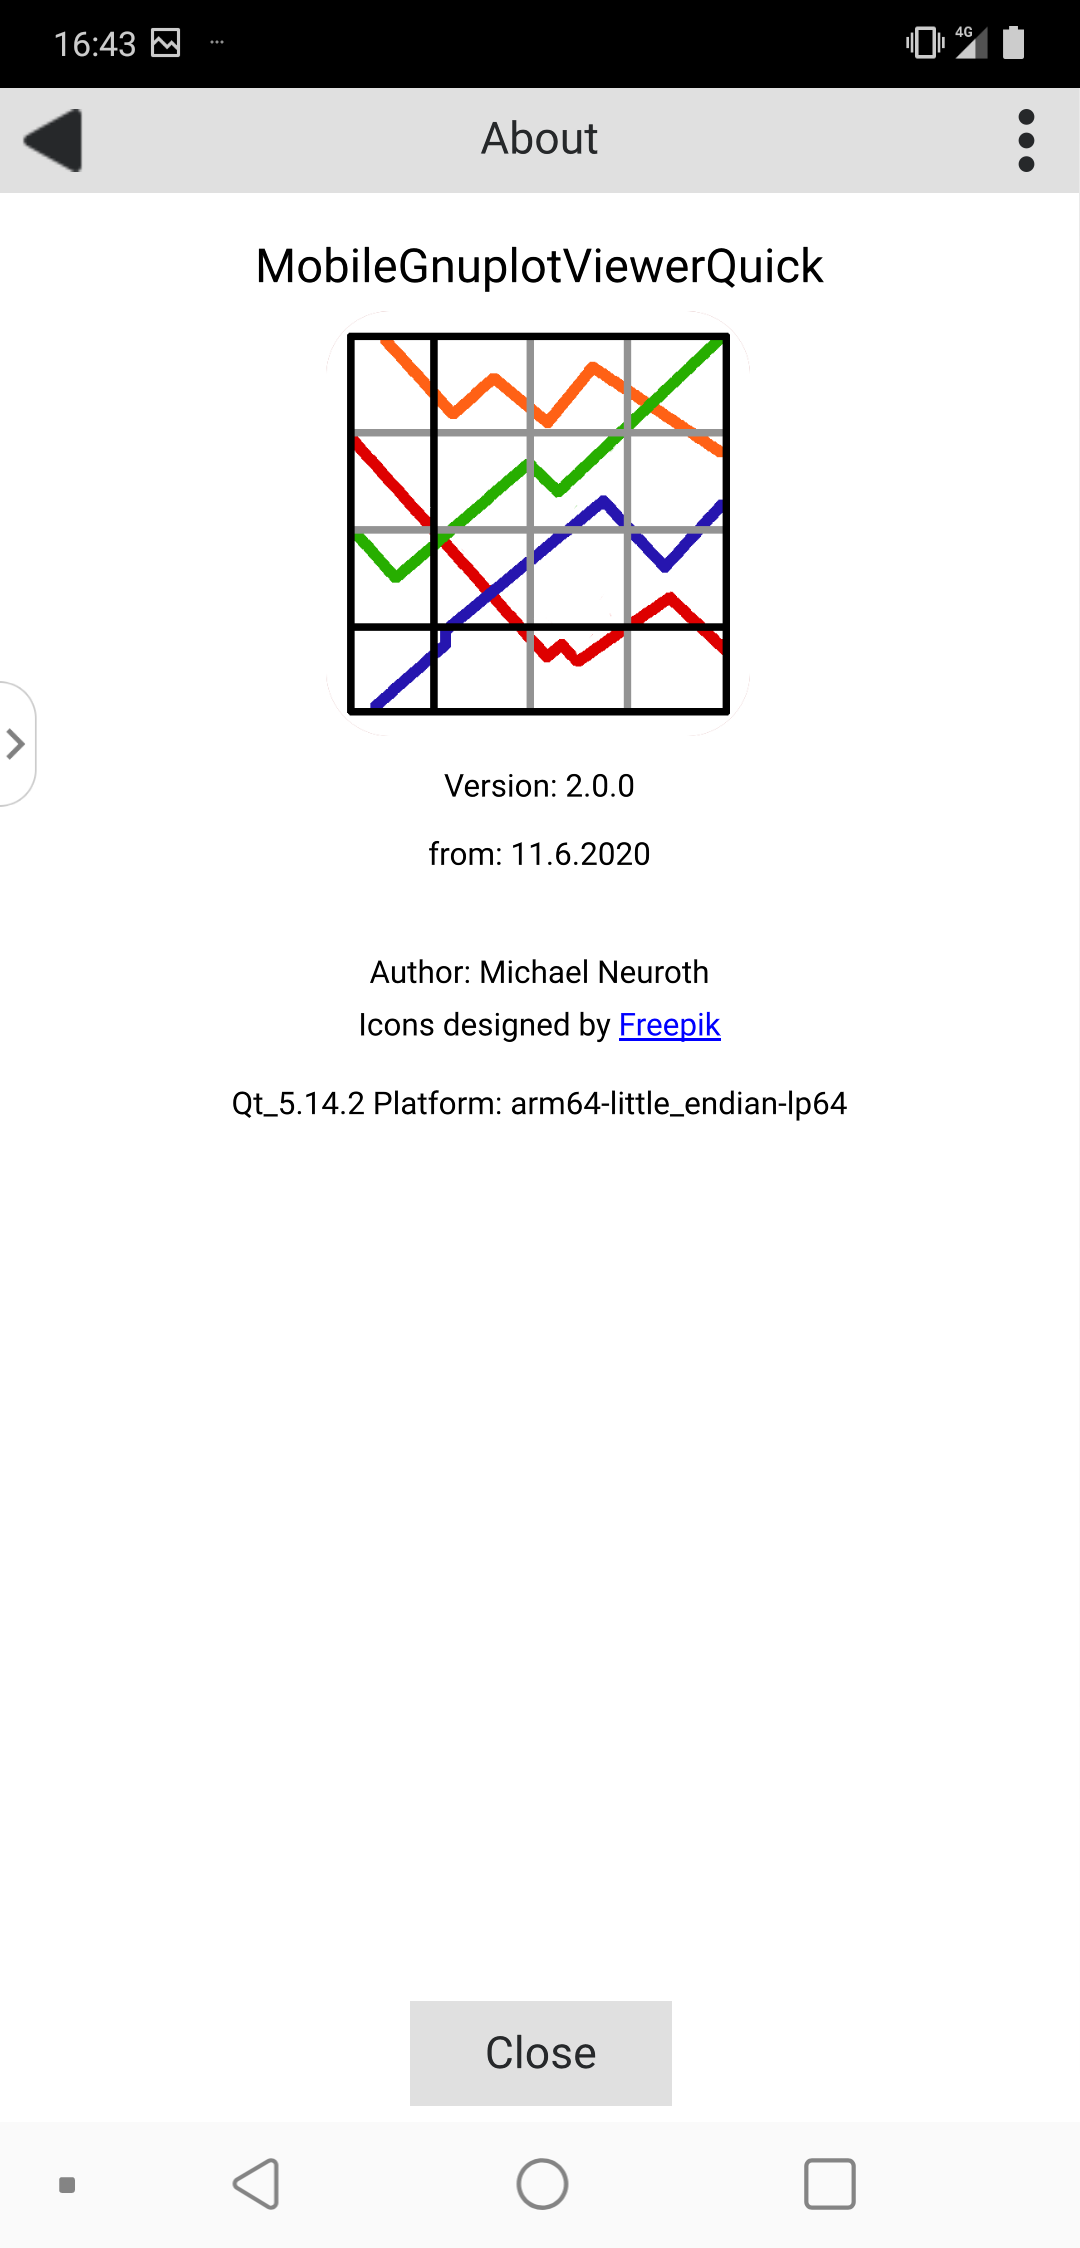 16:43
4G
About
MobileGnuplotViewerQuick
Version: 2.0.0
from: 11.6.2020
Author: Michael Neuroth
Icons designed by Freepik
Qt_5.14.2 Platform: arm64-little_endian-lp64
Close